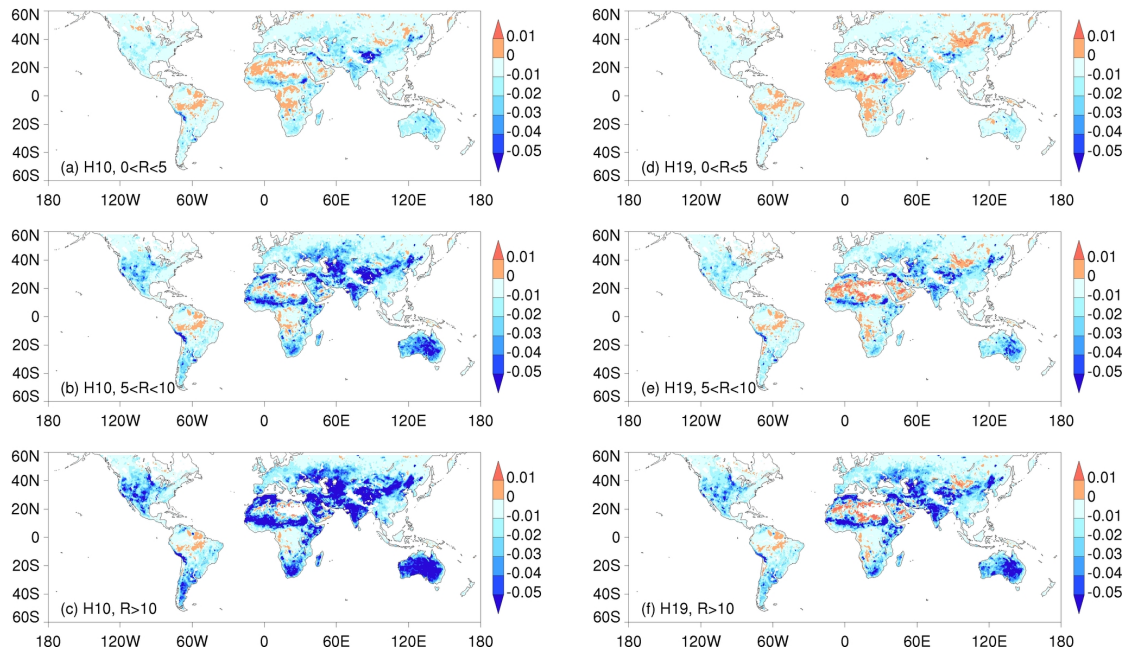 60N
40N
20N
0
20S
40S
60S
(a) H10, 0<R<5
180 120W 60W 0 60E 120E 180
0.01
0
-0.01
-0.02
-0.03
-0.04
-0.05
60N
40N
20N
0
20S
40S
60S
(d) H19, 0<R<5
180 120W 60W 0 60E 120E 180
0.01
0
-0.01
-0.02
-0.03
-0.04
-0.05
60N
40N
20N
0
20S
40S
60S
(b) H10, 5<R<10
180 120W 60W 0 60E 120E 180
0.01
0
-0.01
-0.02
-0.03
-0.04
-0.05
60N
40N
20N
0
20S
40S
60S
(e) H19, 5<R<10
180 120W 60W 0 60E 120E 180
0.01
0
-0.01
-0.02
-0.03
-0.04
-0.05
60N
40N
20N
0
20S
40S
60S
(c) H10, R>10
180 120W 60W 0 60E 120E 180
0.01
0
-0.01
-0.02
-0.03
-0.04
-0.05
60N
40N
20N
0
20S
40S
60S
(f) H19, R>10
180 120W 60W 0 60E 120E 180
0.01
0
-0.01
-0.02
-0.03
-0.04
-0.05